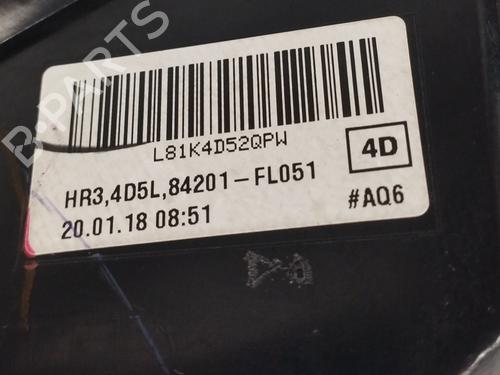 L81K4D52QPW
HR3,4D5L,84201-FL051
4D
20.01.18 08:51
#AQ6
B-PARTS